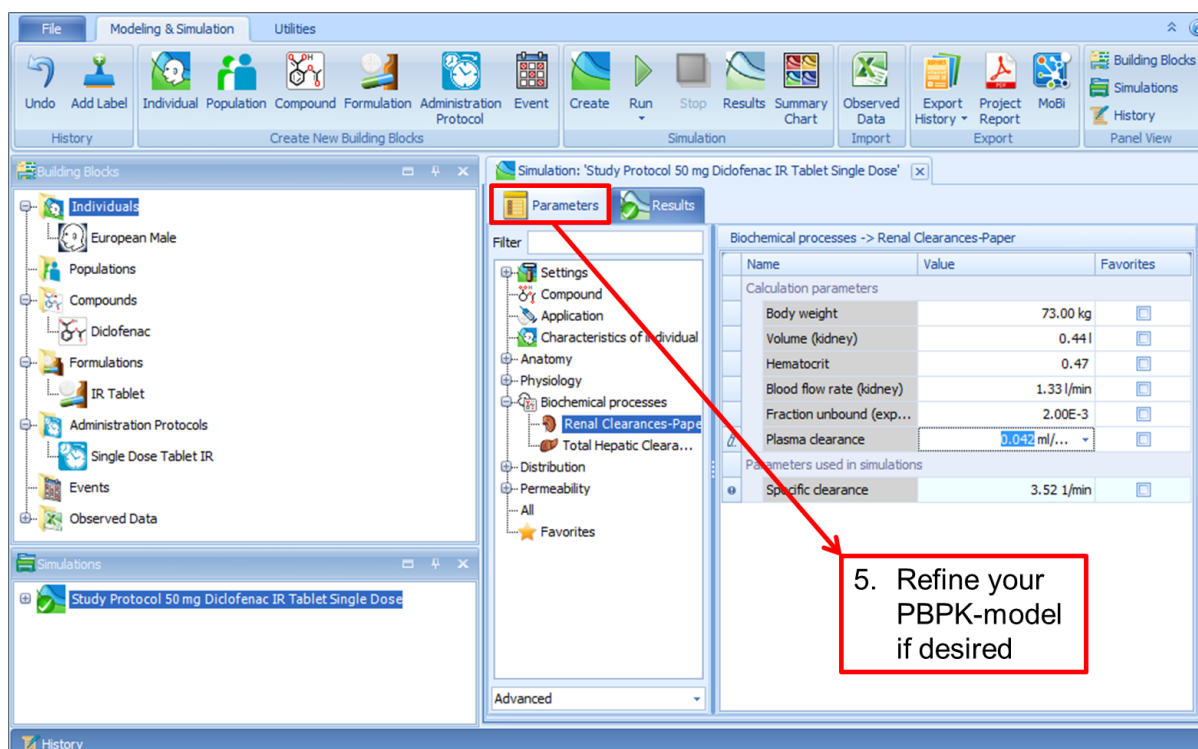 File Modeling & Simulation Utilities
Undo Add Label Individual Population Compound Formulation Administration Protocol Event Create Run Stop Results Summary Chart Observed Data Export History Project Report MoBi Building Blocks
Simulations
History
History Create New Building Blocks Simulation Import Export Panel View
Building Blocks
Individuals
European Male
Populations
Compounds
Diclofenac
Formulations
IR Tablet
Administration Protocols
Single Dose Tablet IR
Events
Observed Data
Simulations
Study Protocol 50 mg Diclofenac IR Tablet Single Dose
Simulation: 'Study Protocol 50 mg Diclofenac IR Tablet Single Dose'
Parameters Results
Filter
Settings
Compound
Application
Characteristics of individual
Anatomy
Physiology
Biochemical processes
Renal Clearances-Pape
Total Hepatic Cleara...
Distribution
Permeability
All
Favorites
Advanced
Biochemical processes -> Renal Clearances-Paper
Name Value Favorites
Calculation parameters
Body weight 73.00 kg
Volume (kidney) 0.44 l
Hematocrit 0.47
Blood flow rate (kidney) 1.33 l/min
Fraction unbound (exp... 2.00E-3
Plasma clearance 0.042 ml/...
Parameters used in simulations
Specific clearance 3.52 1/min
5. Refine your
PBPK-model
if desired
History